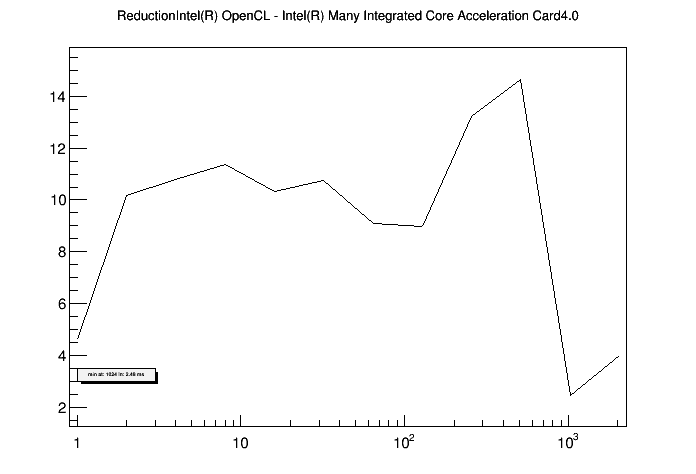 ReductionIntel(R) OpenCL - Intel(R) Many Integrated Core Acceleration Card4.0
14
12
10
8
6
4
min at: 1024 in: 2.48 ms
2
1 10 10² 10³